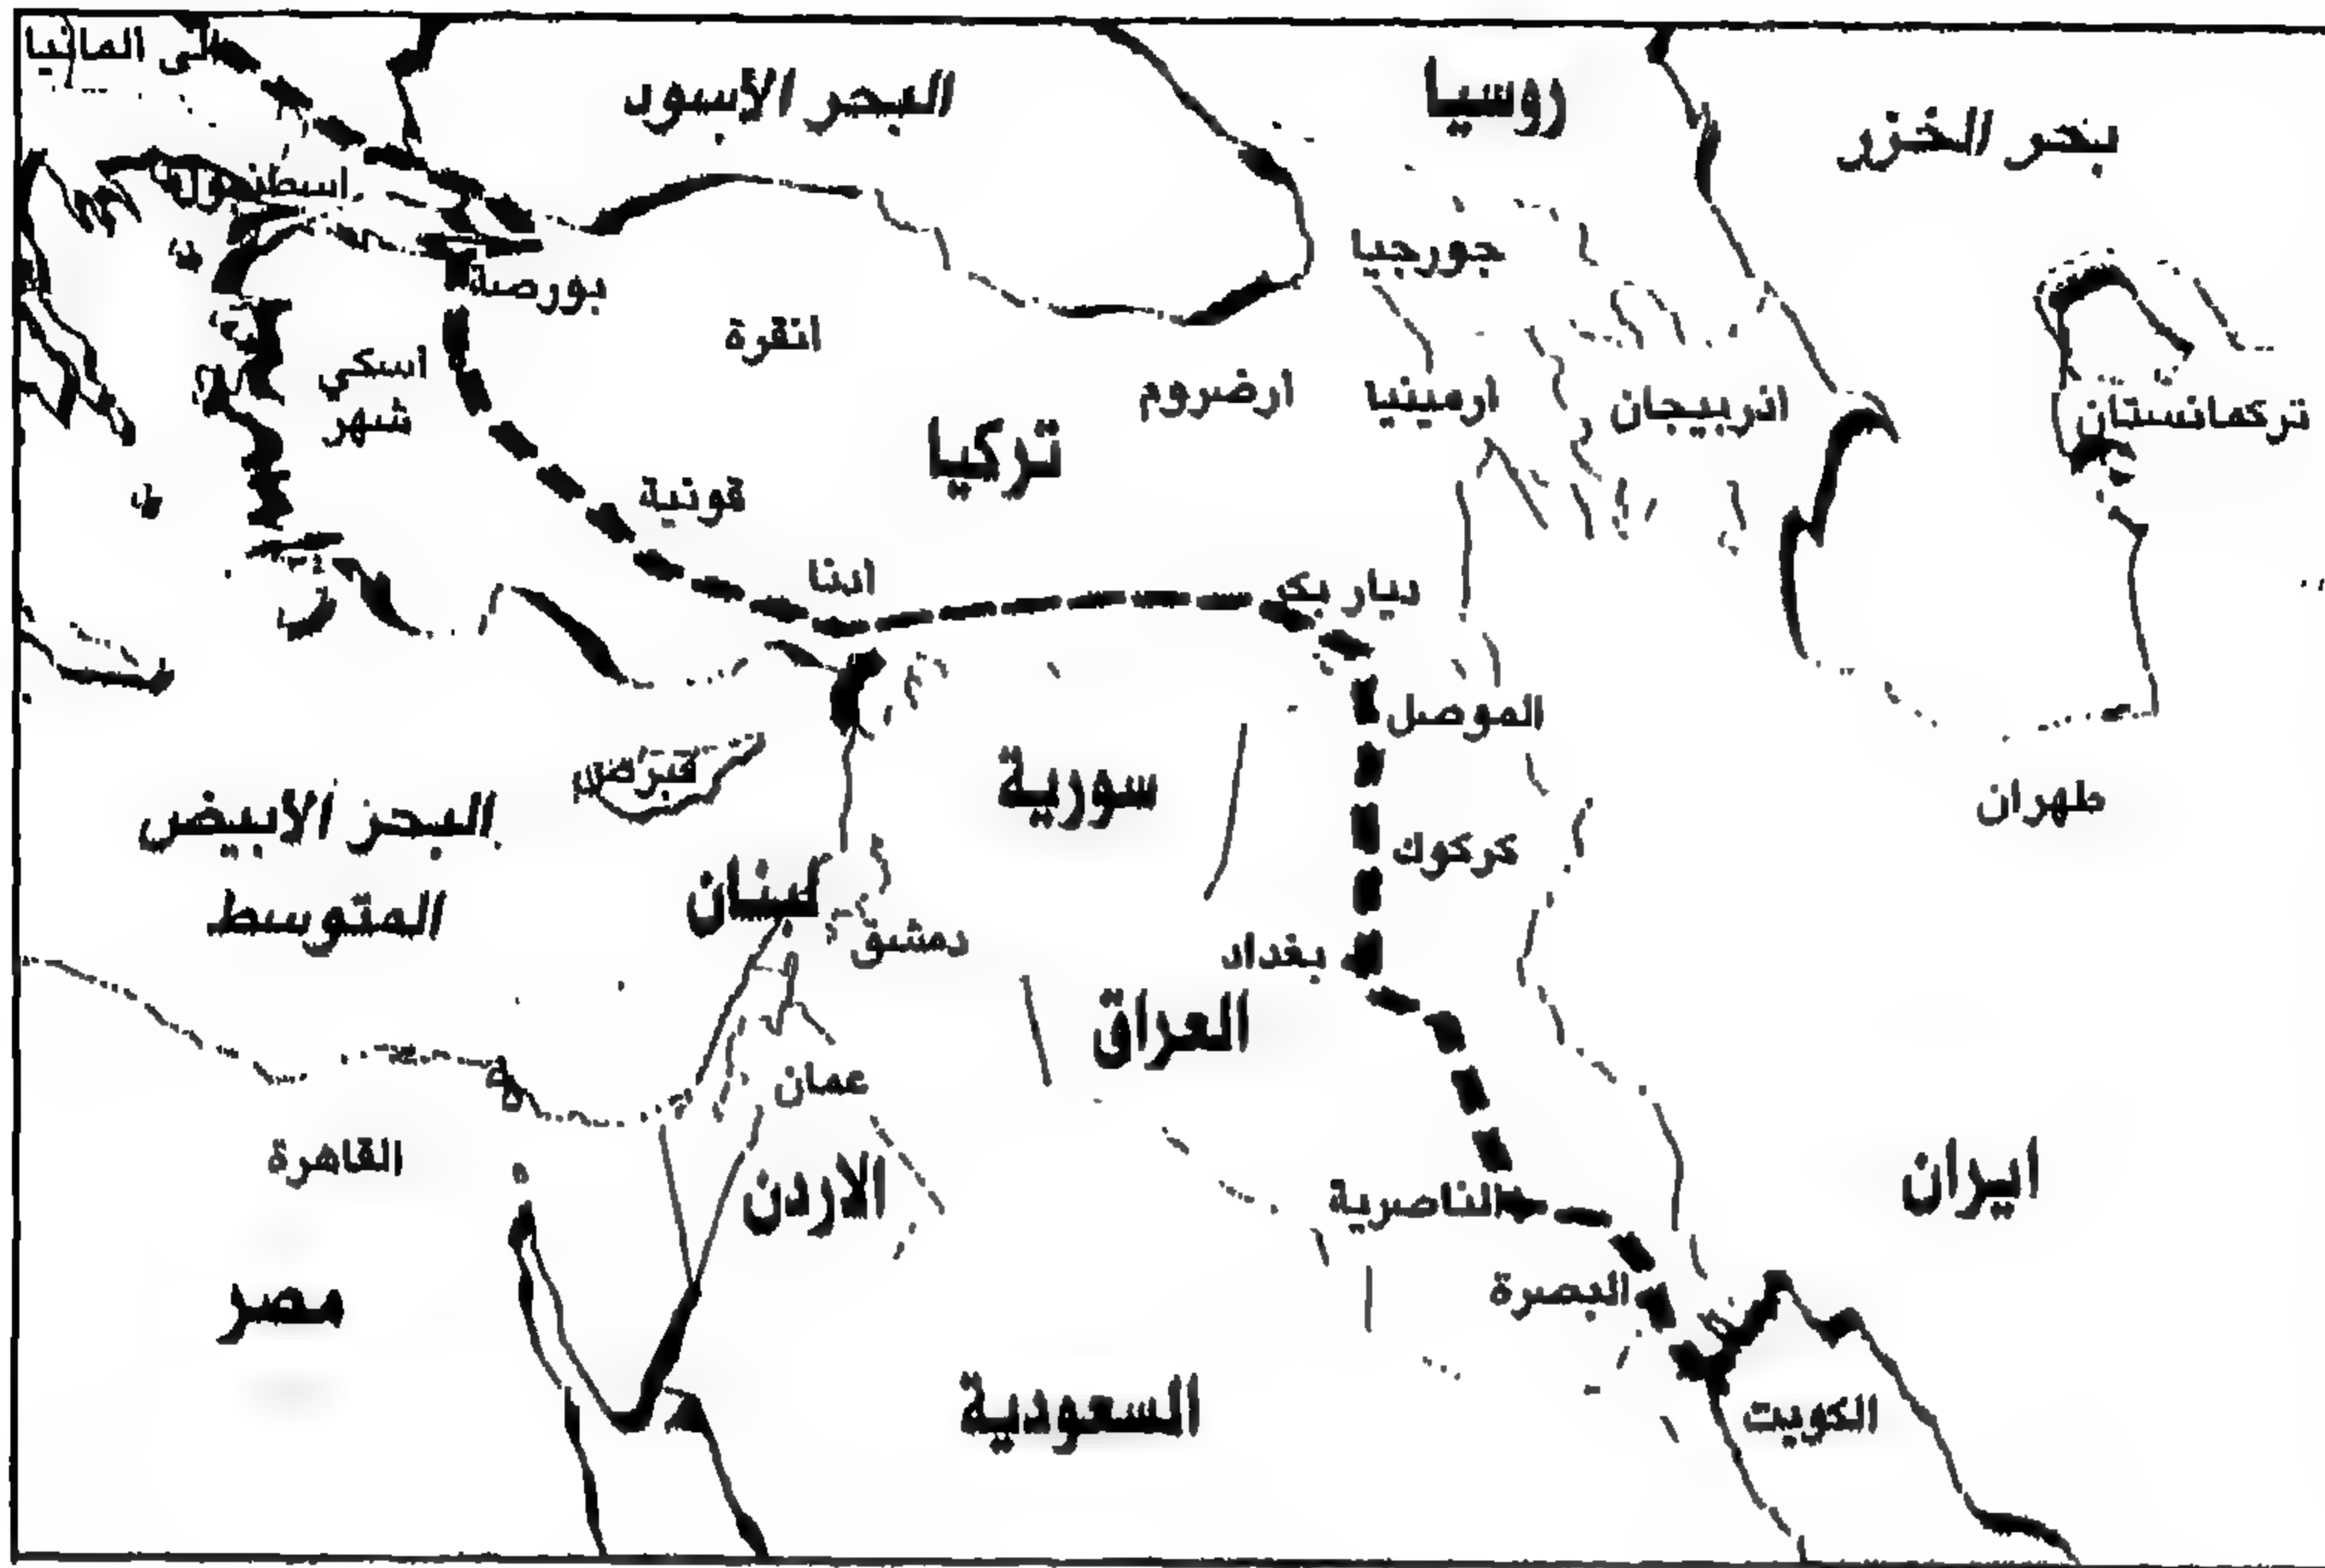 الى المانيا
البحر الأسود
روسيا
بحر الخزر
اسطنبول
جورجيا
بورصة
انقرة
اسكي
شهر
ارضروم
ارمينيا
اذربيجان
تركمانستان
تركيا
قونية
ادنا
ديار بكر
الموصل
قبرص
سورية
طهران
البحر الابيض
المتوسط
كركوك
لبنان
دمشق
بغداد
العراق
عمان
القاهرة
الاردن
الناصرية
ايران
البصرة
مصر
السعودية
الكويت